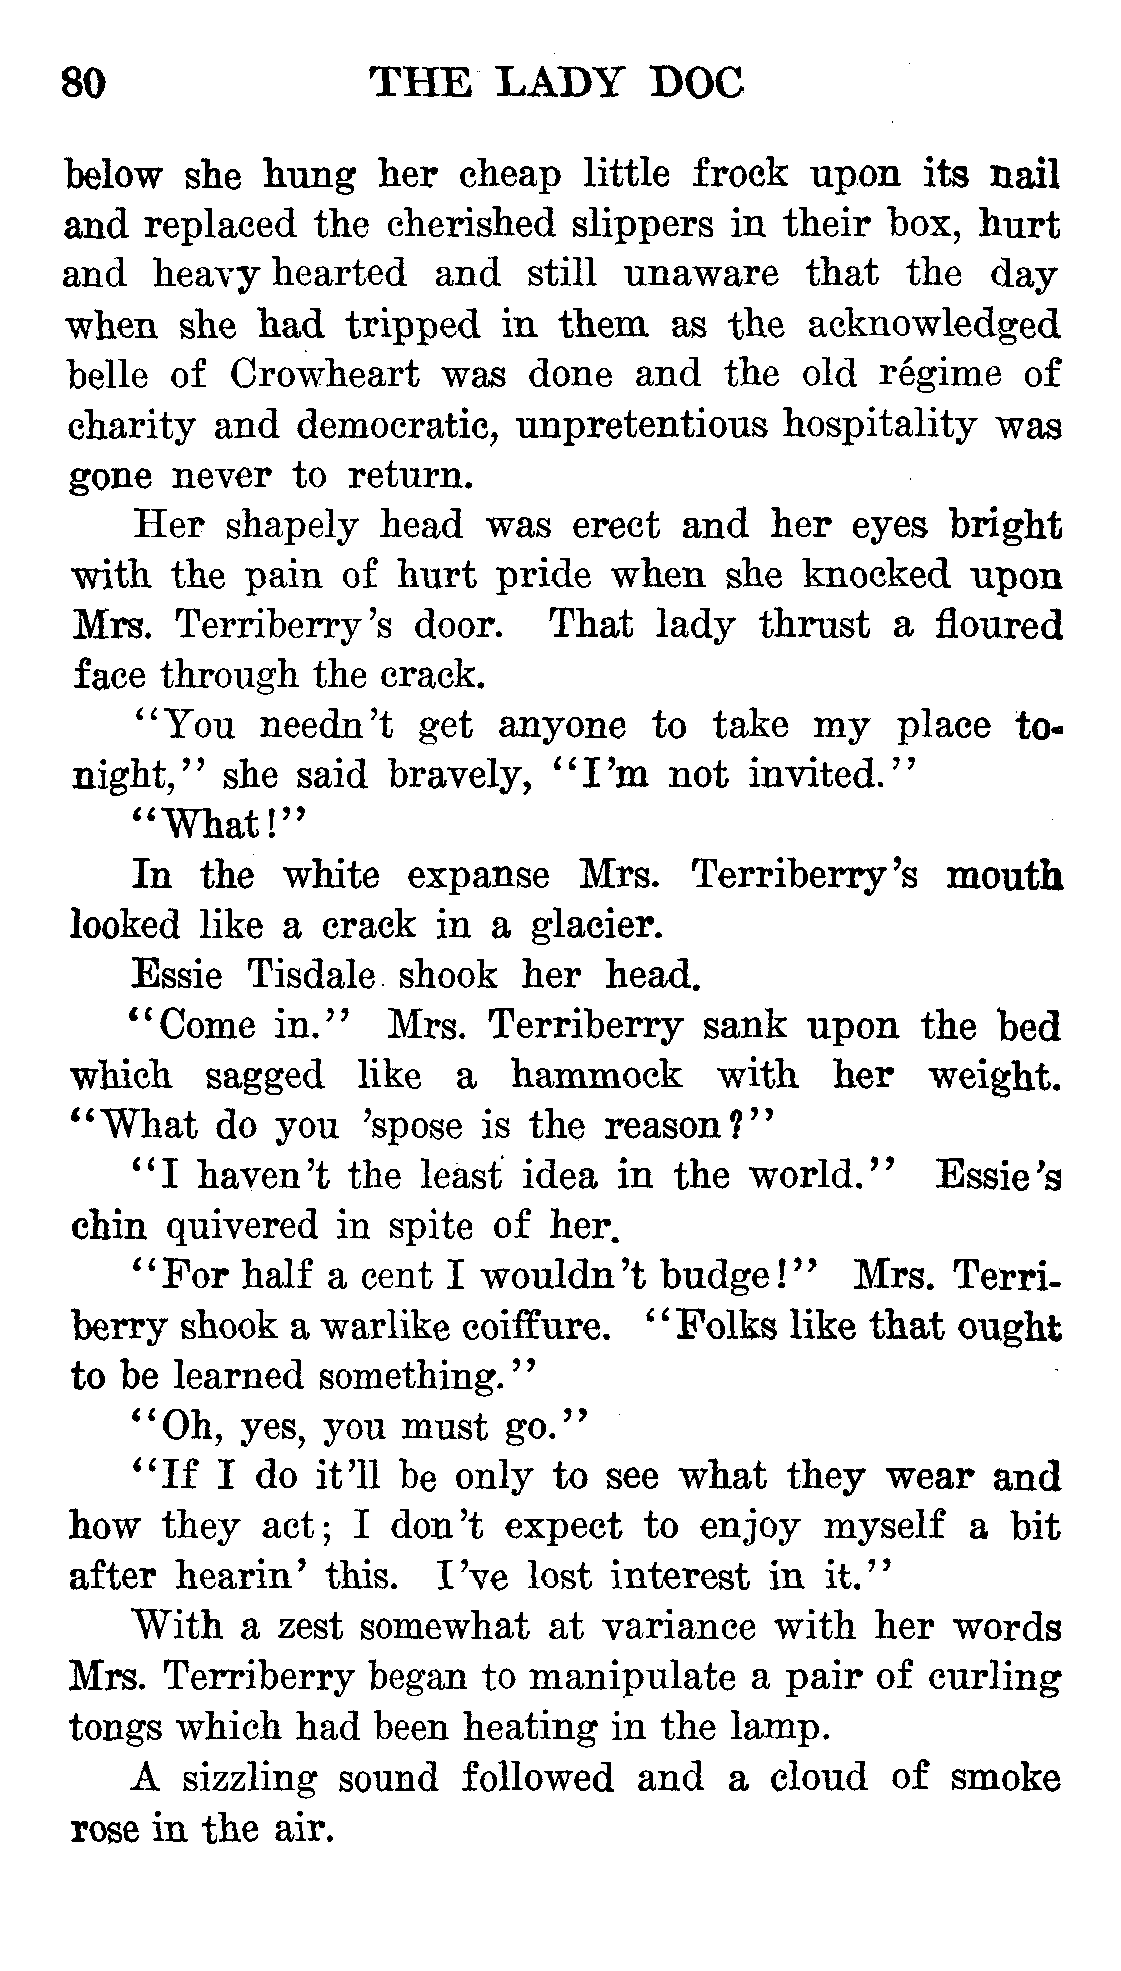 80 THE LADY DOC
below she hung her cheap little frock upon its nail
and replaced the cherished slippers in their box, hurt
and heavy hearted and still unaware that the day
when she had tripped in them as the acknowledged
belle of Crowheart was done and the old régime of
charity and democratic, unpretentious hospitality was
gone never to return.
Her shapely head was erect and her eyes bright
with the pain of hurt pride when she knocked upon
Mrs. Terriberry's door. That lady thrust a floured
face through the crack.
"You needn't get anyone to take my place to-
night," she said bravely, "I'm not invited."
"What!"
In the white expanse Mrs. Terriberry's mouth
looked like a crack in a glacier.
Essie Tisdale shook her head.
"Come in." Mrs. Terriberry sank upon the bed
which sagged like a hammock with her weight.
"What do you 'spose is the reason?"
"I haven't the least idea in the world." Essie's
chin quivered in spite of her.
"For half a cent I wouldn't budge!" Mrs. Terri-
berry shook a warlike coiffure. "Folks like that ought
to be learned something."
"Oh, yes, you must go."
"If I do it'll be only to see what they wear and
how they act; I don't expect to enjoy myself a bit
after hearin' this. I've lost interest in it."
With a zest somewhat at variance with her words
Mrs. Terriberry began to manipulate a pair of curling
tongs which had been heating in the lamp.
A sizzling sound followed and a cloud of smoke
rose in the air.